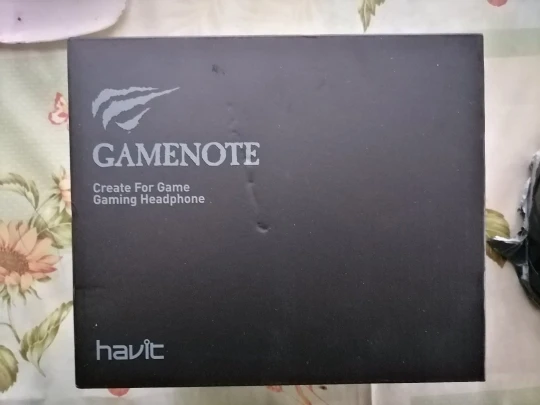 GAMENOTE
Create For Game
Gaming Headphone
havit